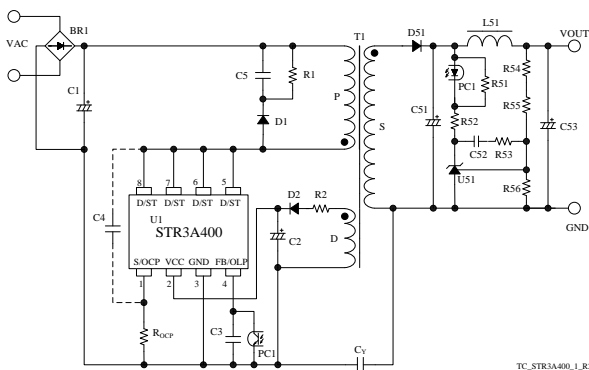 BR1
VAC
C1
C5
R1
D1
T1
P
S
D
D51
L51
VOUT
PC1
R51
R54
R55
C51
R52
C53
C52
R53
U51
R56
GND
8 7 6 5
D/ST D/ST D/ST D/ST
C4
U1
STR3A400
S/OCP VCC GND FB/OLP
1 2 3 4
D2
R2
C2
ROCP
C3
PC1
CY